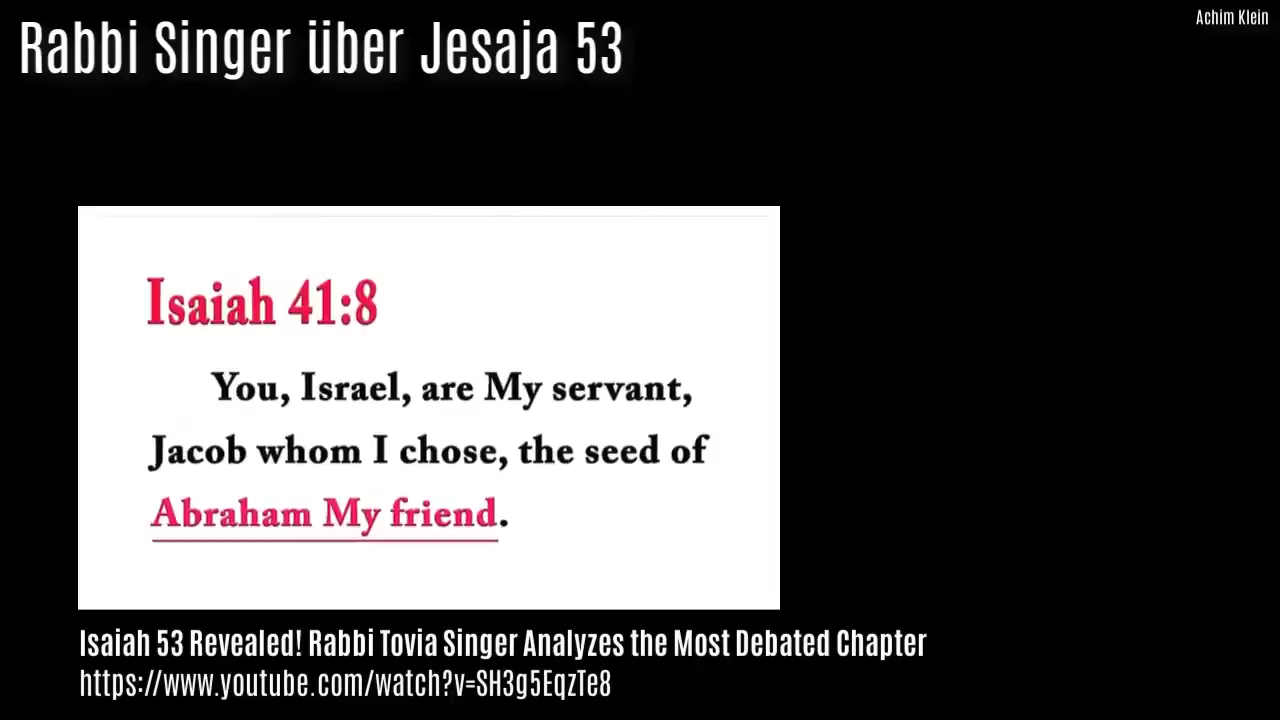 Rabbi Singer über Jesaja 53
Achim Klein
Isaiah 41:8
You, Israel, are My servant,
Jacob whom I chose, the seed of
Abraham My friend.
Isaiah 53 Revealed! Rabbi Tovia Singer Analyzes the Most Debated Chapter
https://www.youtube.com/watch?v=SH3g5EqzTe8